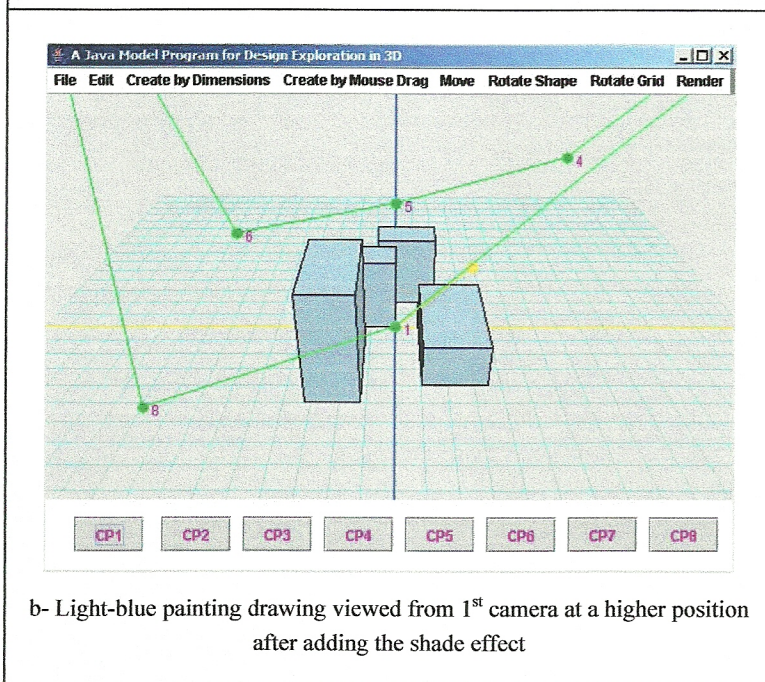 A Java Model Program for Design Exploration in 3D
File Edit Create by Dimensions Create by Mouse Drag Move Rotate Shape Rotate Grid Render
4
5
6
1
8
CP1 CP2 CP3 CP4 CP5 CP6 CP7 CP8
b- Light-blue painting drawing viewed from 1st camera at a higher position
after adding the shade effect